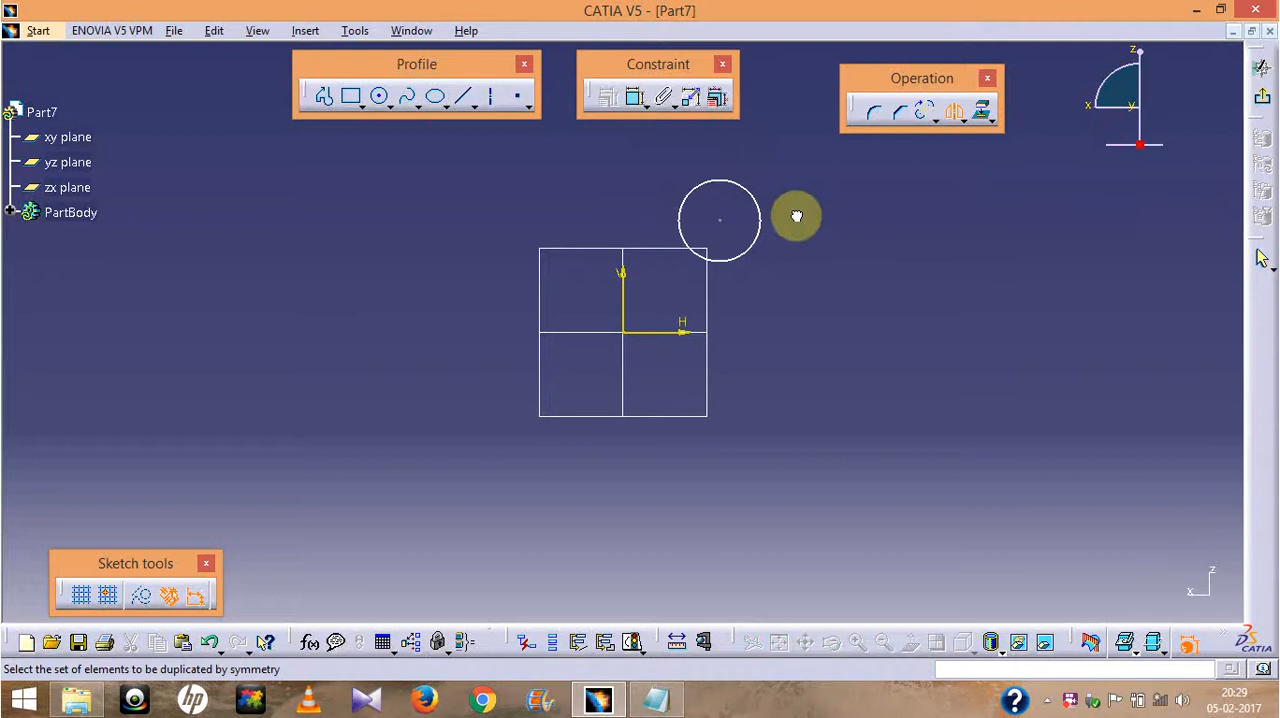 CATIA V5 - [Part7]
Start ENOVIA V5 VPM File Edit View Insert Tools Window Help
Profile
Constraint
Operation
Part7
xy plane
yz plane
zx plane
PartBody
z
x
y
V
H
Sketch tools
z
x
f(x)
Select the set of elements to be duplicated by symmetry
CATIA
hp
20:29
05-02-2017